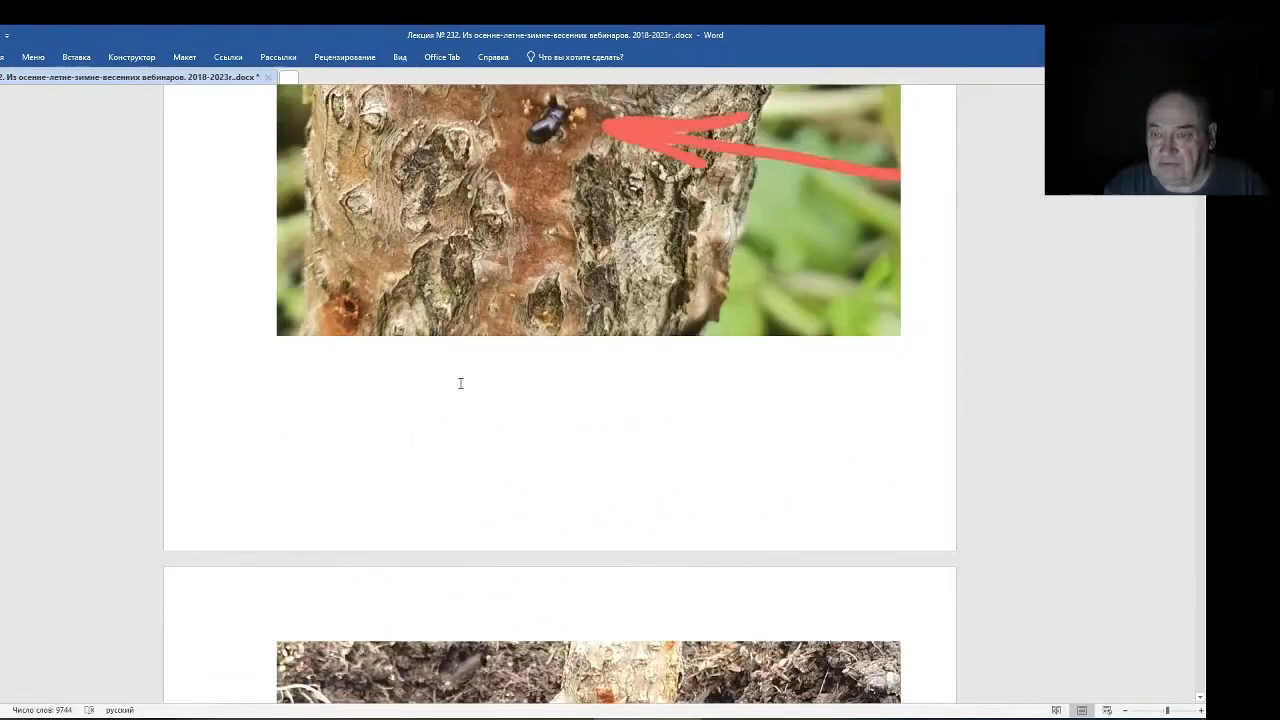 Лекция № 232. Из осенне-летне-зимне-весенних вебинаров. 2018-2023г..docx - Word
я Меню Вставка Конструктор Макет Ссылки Рассылки Рецензирование Вид Office Tab Справка Что вы хотите сделать?
2. Из осенне-летне-зимне-весенних вебинаров. 2018-2023г..docx *
Число слов: 9744 русский